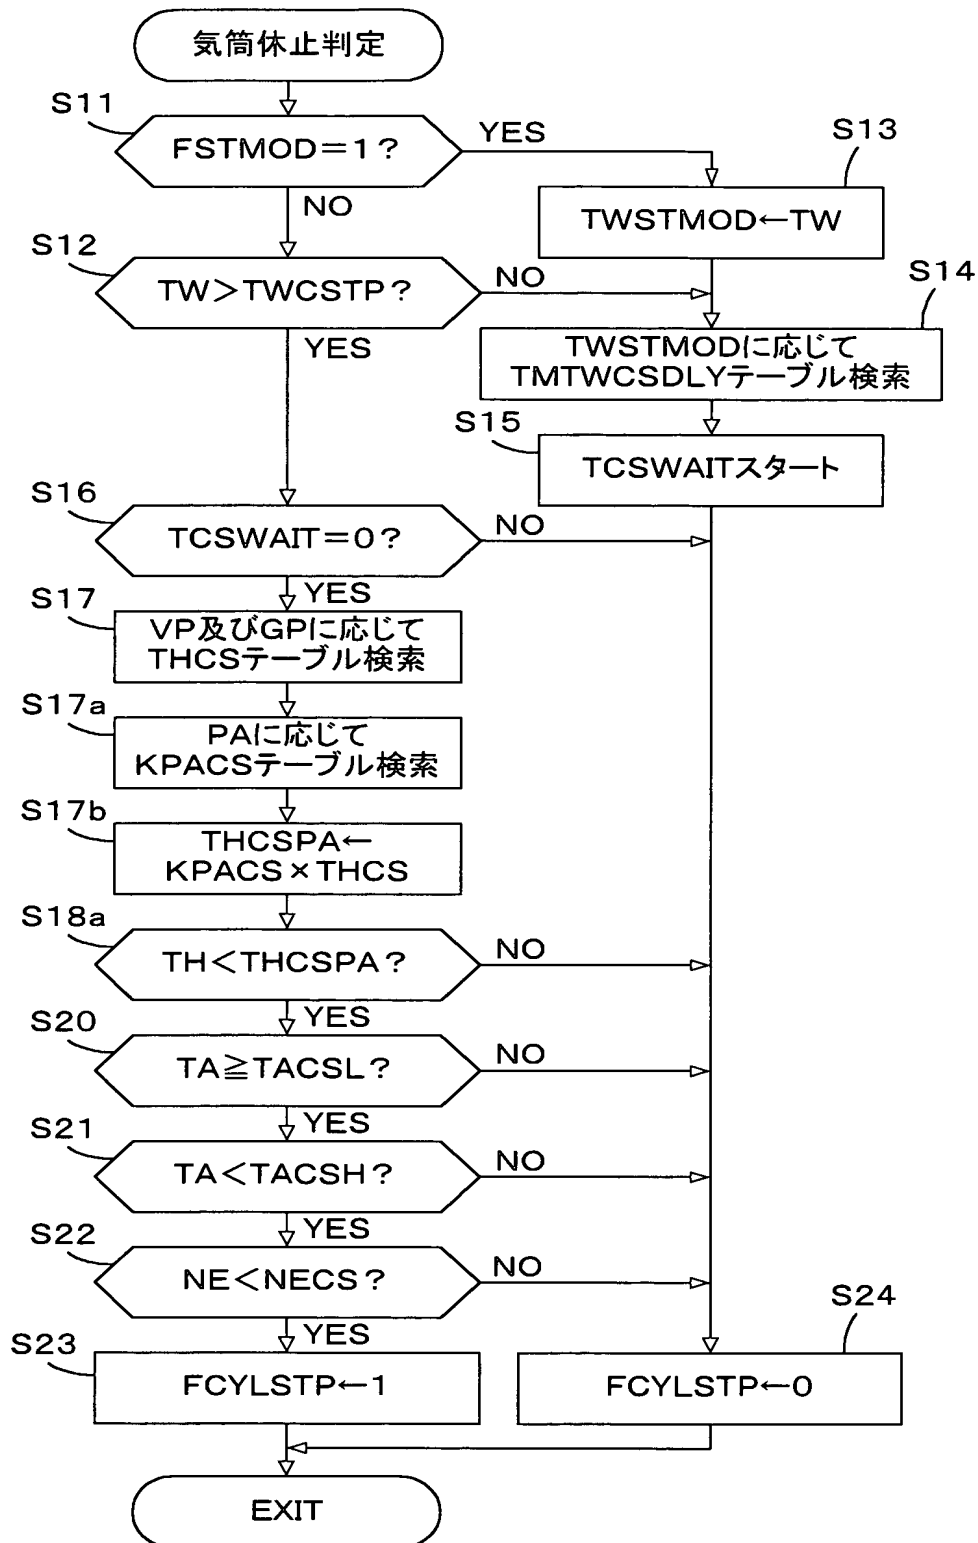 気筒休止判定
S11
FSTMOD=1?
YES
NO
S13
TWSTMOD←TW
S12
TW>TWCSTP?
NO
YES
S14
TWSTMODに応じて
TMTWCSDLYテーブル検索
S15
TCSWAITスタート
S16
TCSWAIT=0?
NO
YES
S17
VP及びGPに応じて
THCSテーブル検索
S17a
PAに応じて
KPACSテーブル検索
S17b
THCSPA←
KPACS×THCS
S18a
TH<THCSPA?
NO
YES
S20
TA≧TACSL?
NO
YES
S21
TA<TACSH?
NO
YES
S22
NE<NECS?
NO
YES
S23
FCYLSTP←1
S24
FCYLSTP←0
EXIT